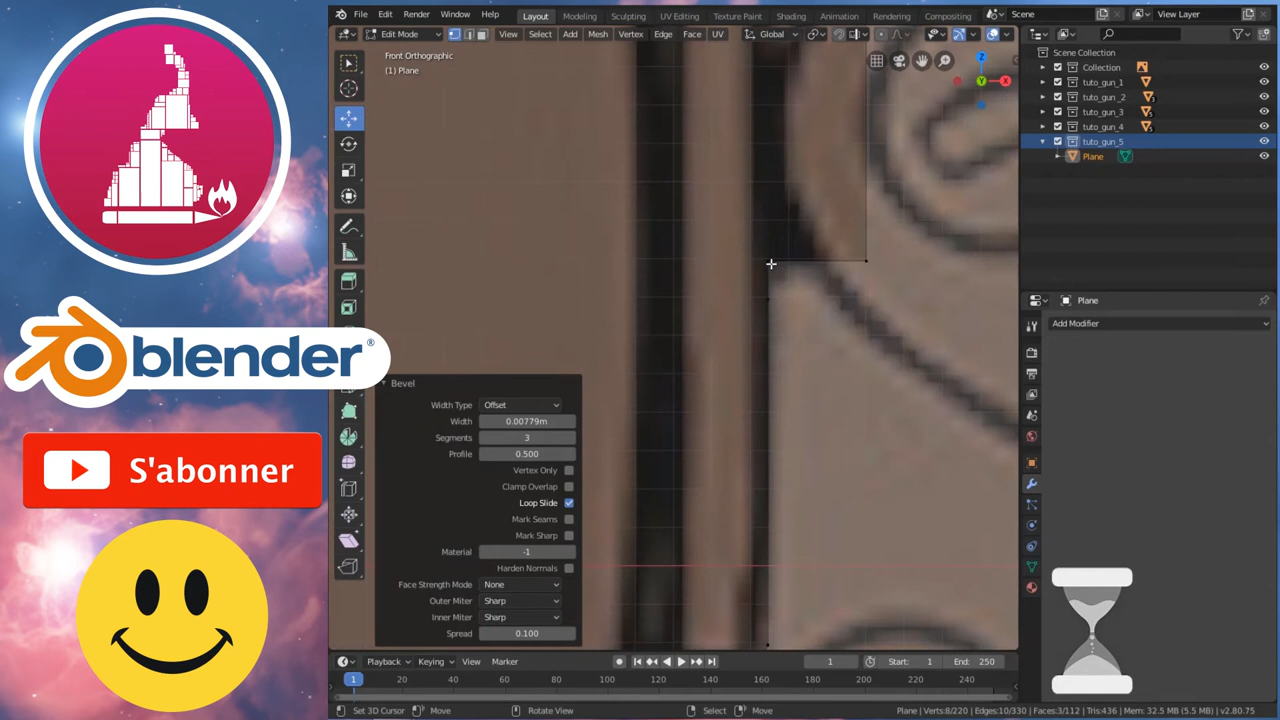 File Edit Render Window Help Layout Modeling Sculpting UV Editing Texture Paint Shading Animation Rendering Compositing Scene View Layer
Edit Mode View Select Add Mesh Vertex Edge Face UV Global
Front Orthographic
(1) Plane
Z
X
Y
Scene Collection
Collection
tuto_gun_1
tuto_gun _2
tuto_gun_3
tuto_gun_4
tuto_gun_5
Plane
Plane
Add Modifier
blender®
S'abonner
Bevel
Width Type Offset
Width 0.00779m
Segments 3
Profile 0.500
Vertex Only
Clamp Overlap
Loop Slide
Mark Seams
Mark Sharp
Material -1
Harden Normals
Face Strength Mode None
Outer Miter Sharp
Inner Miter Sharp
Spread 0.100
Playback Keying View Marker 1 Start: 1 End: 250
1 20 40 60 80 100 120 140 160 180 200 220 240
Set 3D Cursor Move Rotate View Select Move Plane | Verts:8/220 | Edges:10/330 | Faces:3/112 | Tris:436 | Mem: 32.5 MB (5.5 MB) | v2.80.75